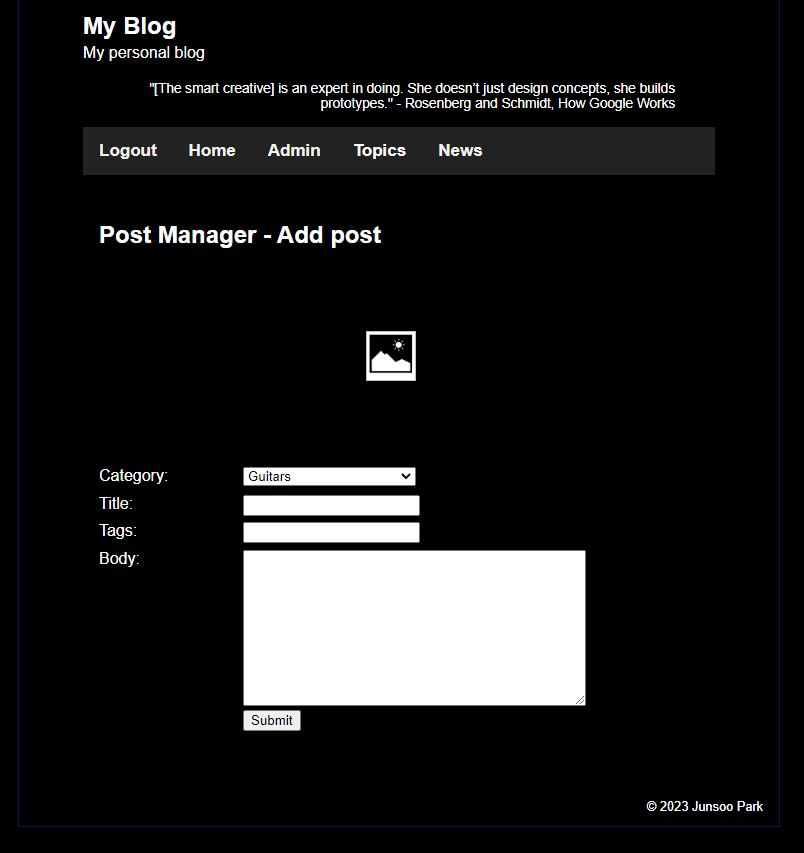 My Blog
My personal blog
"[The smart creative] is an expert in doing. She doesn’t just design concepts, she builds
prototypes." - Rosenberg and Schmidt, How Google Works
Logout Home Admin Topics News
Post Manager - Add post
Category: Guitars
Title:
Tags:
Body:
Submit
© 2023 Junsoo Park